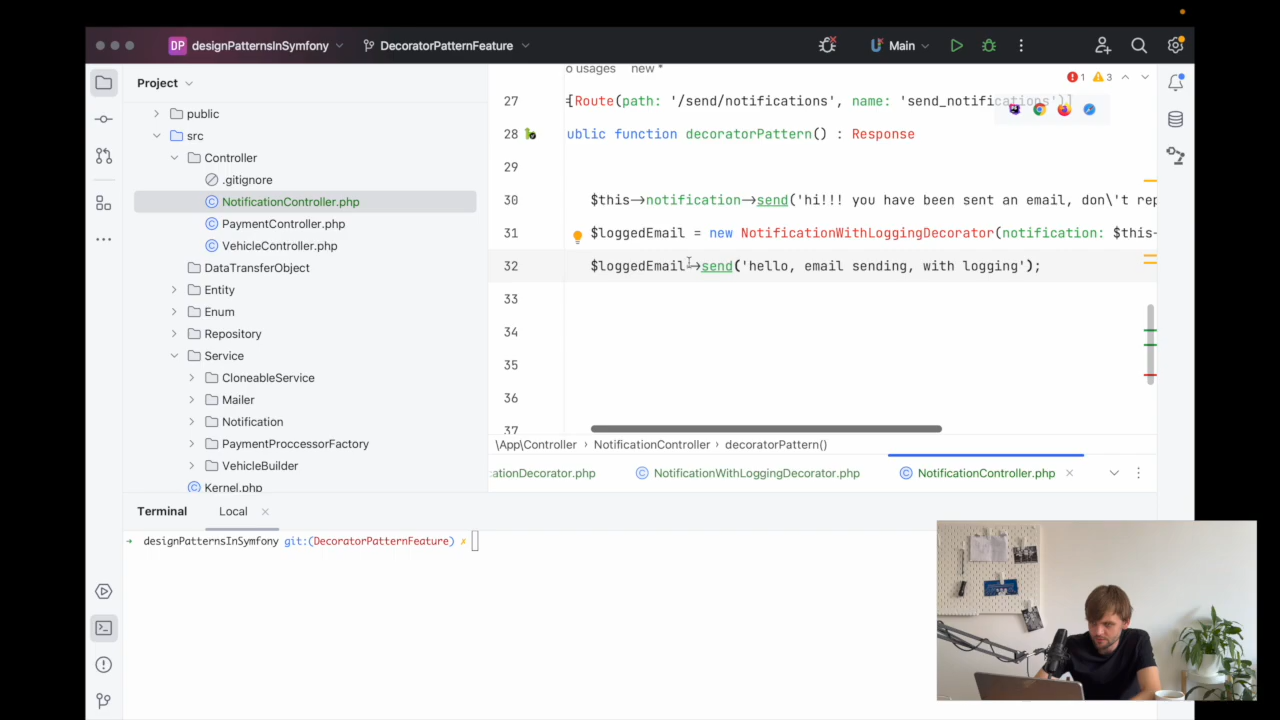 DP designPatternsInSymfony
DecoratorPatternFeature
Main
Project
public
src
Controller
.gitignore
NotificationController.php
PaymentController.php
VehicleController.php
DataTransferObject
Entity
Enum
Repository
Service
CloneableService
Mailer
Notification
PaymentProccessorFactory
VehicleBuilder
Kernel.php
o usages new *
1 3
27 [Route(path: '/send/notifications', name: 'send_notifications')]
28 ublic function decoratorPattern() : Response
29
30 $this→notification→send('hi!!! you have been sent an email, don\'t rep
31 $loggedEmail = new NotificationWithLoggingDecorator(notification: $this-
32 $loggedEmail→send('hello, email sending, with logging');
33
34
35
36
37
\App\Controller › NotificationController › decoratorPattern()
ationDecorator.php NotificationWithLoggingDecorator.php NotificationController.php
Terminal Local
→ designPatternsInSymfony git:(DecoratorPatternFeature) ✗